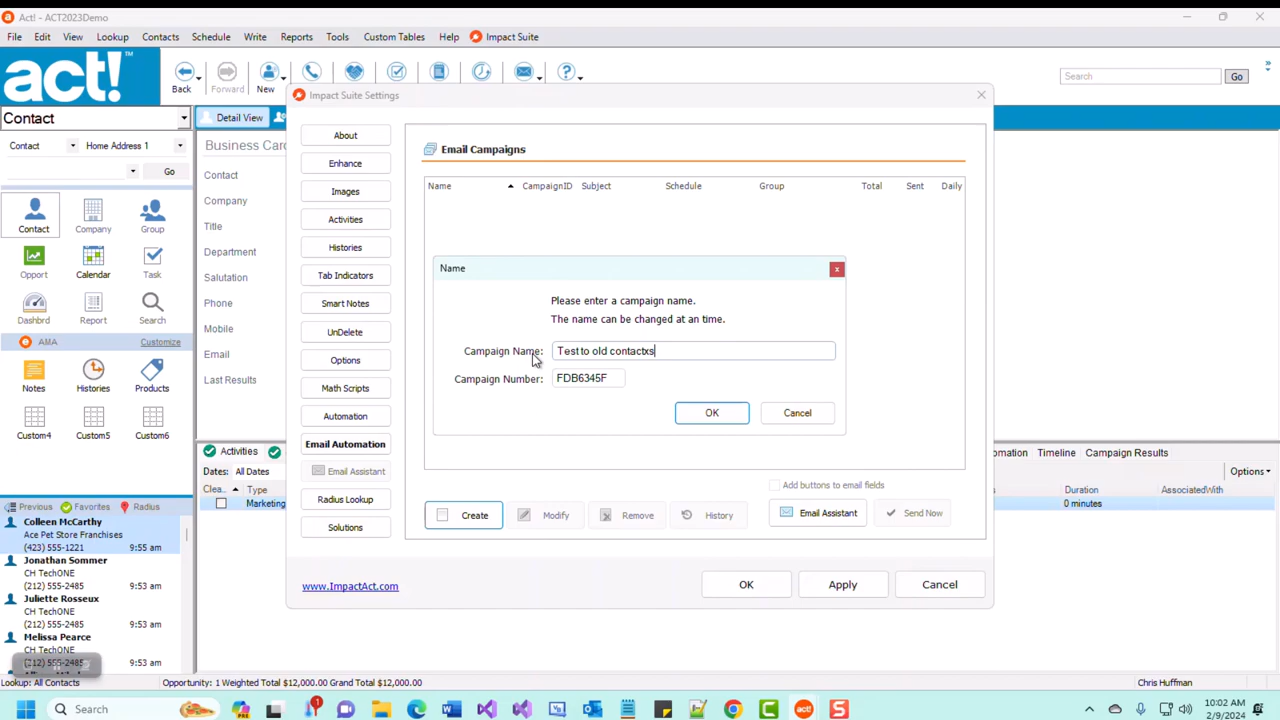 Act! - ACT2023Demo
File Edit View Lookup Contacts Schedule Write Reports Tools Custom Tables Help Impact Suite
act!™
Back Forward New
Search Go
Contact
Detail View
Impact Suite Settings
Contact Home Address 1
Go
Contact Company Group
Opport Calendar Task
Dashbrd Report Search
AMA Customize
Notes Histories Products
Custom4 Custom5 Custom6
Previous Favorites Radius
Colleen McCarthy
Ace Pet Store Franchises
(423) 555-1221 9:55 am
Jonathan Sommer
CH TechONE
(212) 555-2485 9:53 am
Juliette Rosseux
CH TechONE
(212) 555-2485 9:53 am
Melissa Pearce
CH TechONE
(212) 555-2485 9:53 am
Business Card
Contact
Company
Title
Department
Salutation
Phone
Mobile
Email
Last Results
Activities
Dates: All Dates
Clea... Type
Marketing
About
Enhance
Images
Activities
Histories
Tab Indicators
Smart Notes
UnDelete
Options
Math Scripts
Automation
Email Automation
Email Assistant
Radius Lookup
Solutions
www.ImpactAct.com
Email Campaigns
Name CampaignID Subject Schedule Group Total Sent Daily
Name x
Please enter a campaign name.
The name can be changed at an time.
Campaign Name: Test to old contactxs
Campaign Number: FDB6345F
OK Cancel
Add buttons to email fields
Create Modify Remove History Email Assistant Send Now
OK Apply Cancel
omation Timeline Campaign Results
Options
Duration AssociatedWith
0 minutes
Lookup: All Contacts Opportunity: 1 Weighted Total $12,000.00 Grand Total $12,000.00 Chris Huffman
Search
10:02 AM
2/9/2024